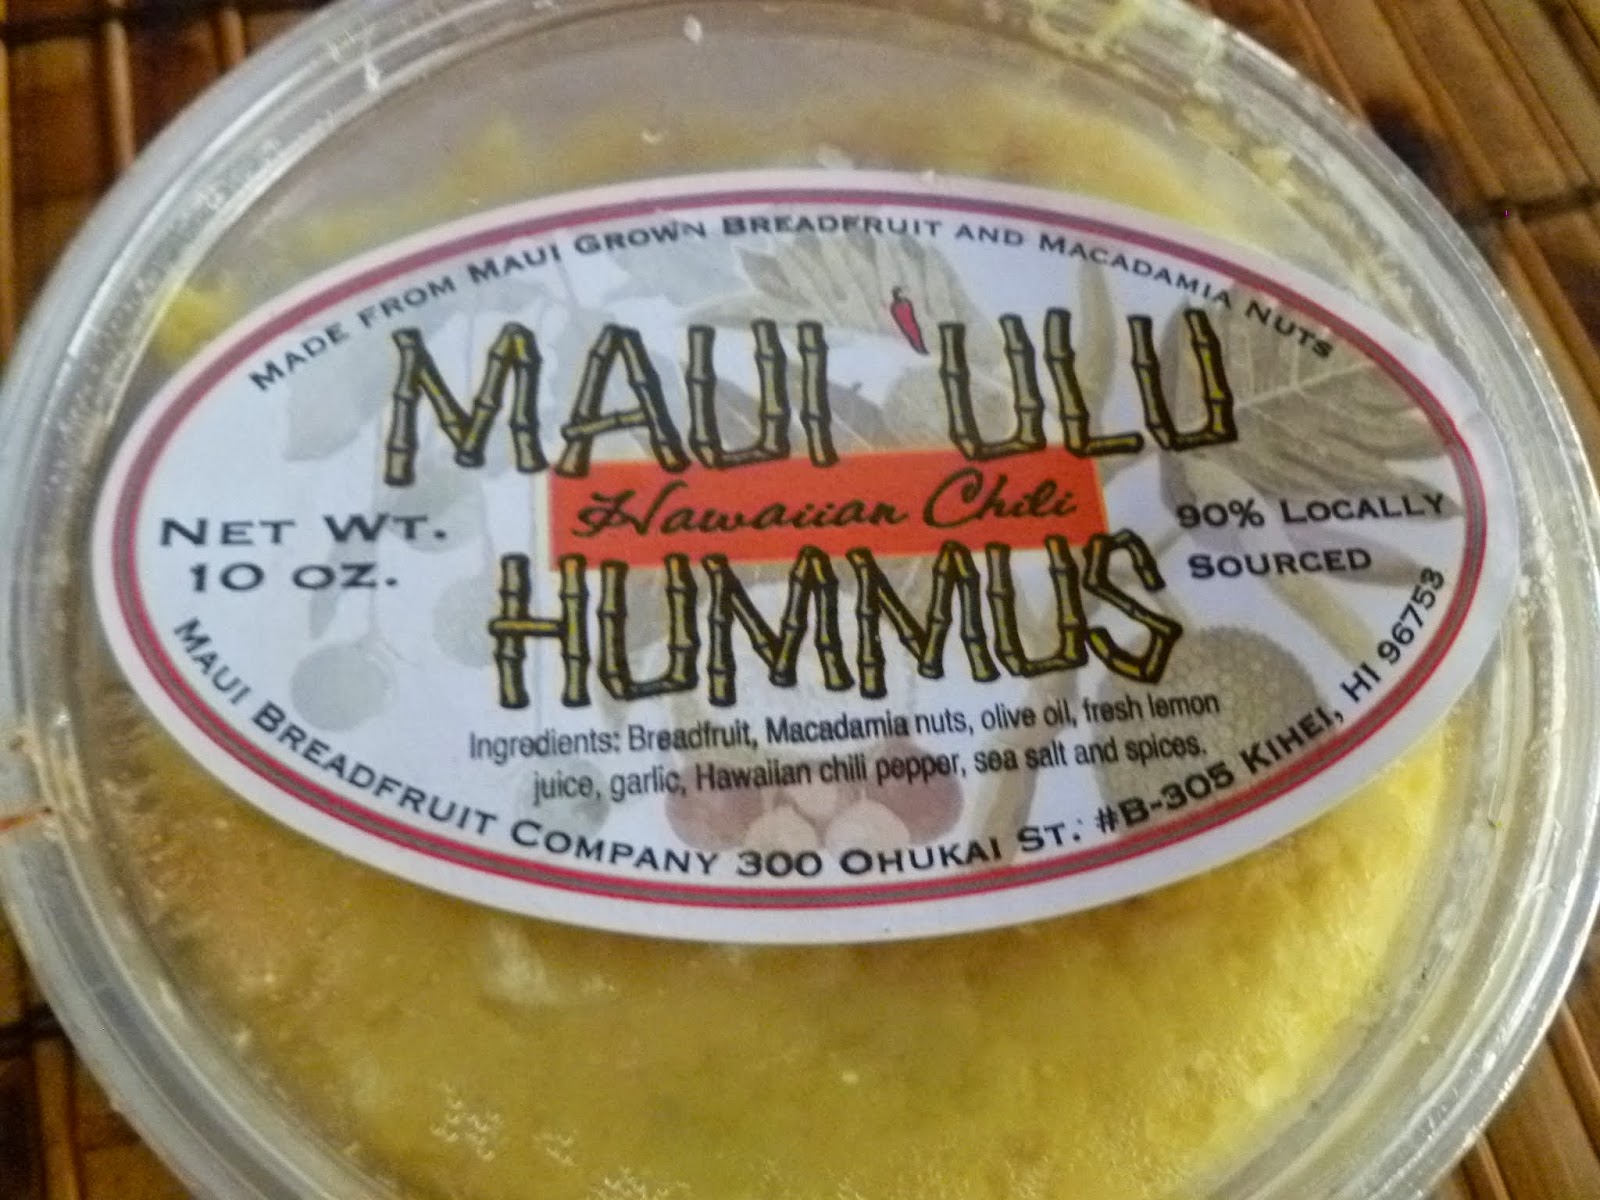 MADE FROM MAUI GROWN BREADFRUIT AND MACADAMIA NUTS
MAUI 'ULU
Hawaiian Chili
HUMMUS
NET WT.
10 OZ.
90% LOCALLY
SOURCED
Ingredients: Breadfruit, Macadamia nuts, olive oil, fresh lemon
juice, garlic, Hawaiian chili pepper, sea salt and spices.
MAUI BREADFRUIT COMPANY 300 OHUKAI ST. #B-305 KIHEI, HI 96753